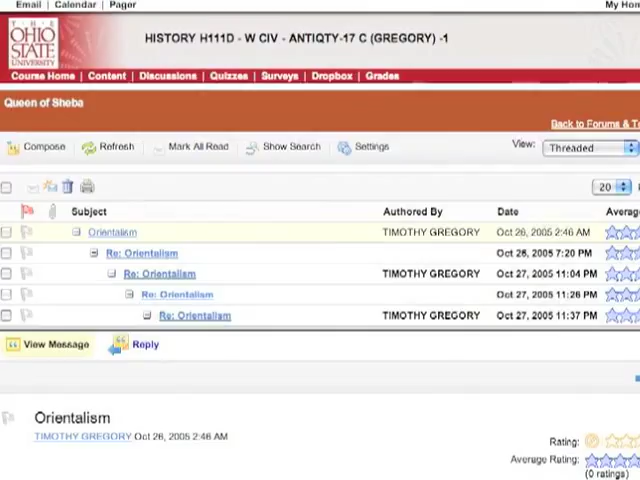 Email | Calendar | Pager My Hom
THE
OHIO
STATE
UNIVERSITY
HISTORY H111D - W CIV - ANTIQTY-17 C (GREGORY) -1
Course Home | Content | Discussions | Quizzes | Surveys | Dropbox | Grades
Queen of Sheba
Back to Forums & T
Compose Refresh Mark All Read Show Search Settings View: Threaded
20
Subject Authored By Date Averag
Orientalism TIMOTHY GREGORY Oct 26, 2005 2:46 AM
Re: Orientalism Oct 26, 2005 7:20 PM
Re: Orientalism TIMOTHY GREGORY Oct 27, 2005 11:04 PM
Re: Orientalism Oct 27, 2005 11:26 PM
Re: Orientalism TIMOTHY GREGORY Oct 27, 2005 11:37 PM
View Message Reply
Orientalism
TIMOTHY GREGORY Oct 26, 2005 2:46 AM
Rating:
Average Rating:
(0 ratings)